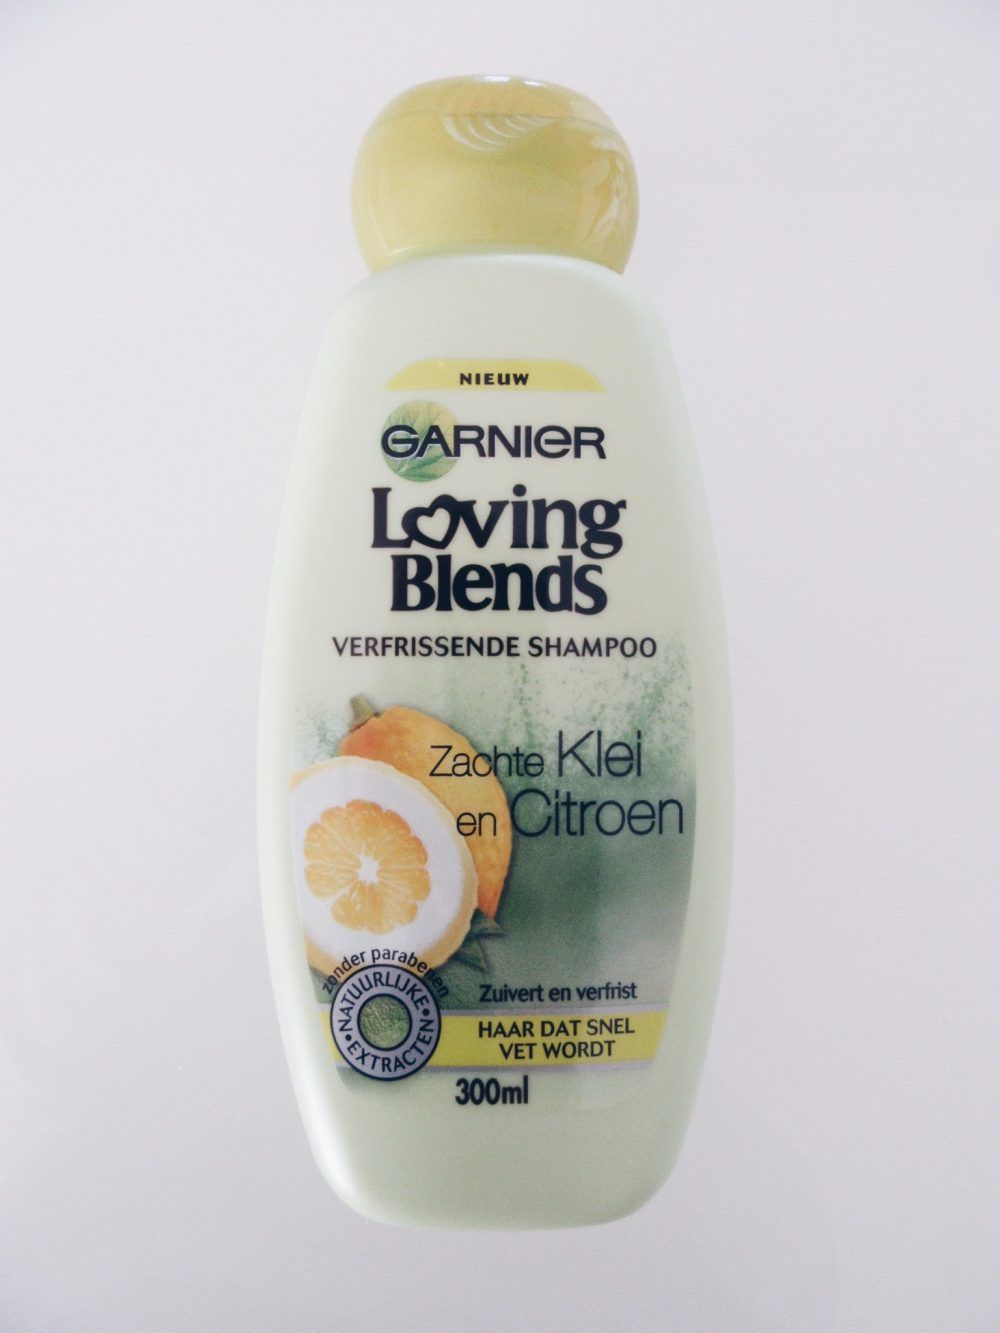 NIEUW
GARNIER
Loving
Blends
VERFRISSENDE SHAMPOO
Zachte Klei
en Citroen
zonder parabenen
•NATUURLIJKE•
EXTRACTEN
Zuivert en verfrist
HAAR DAT SNEL
VET WORDT
300ml